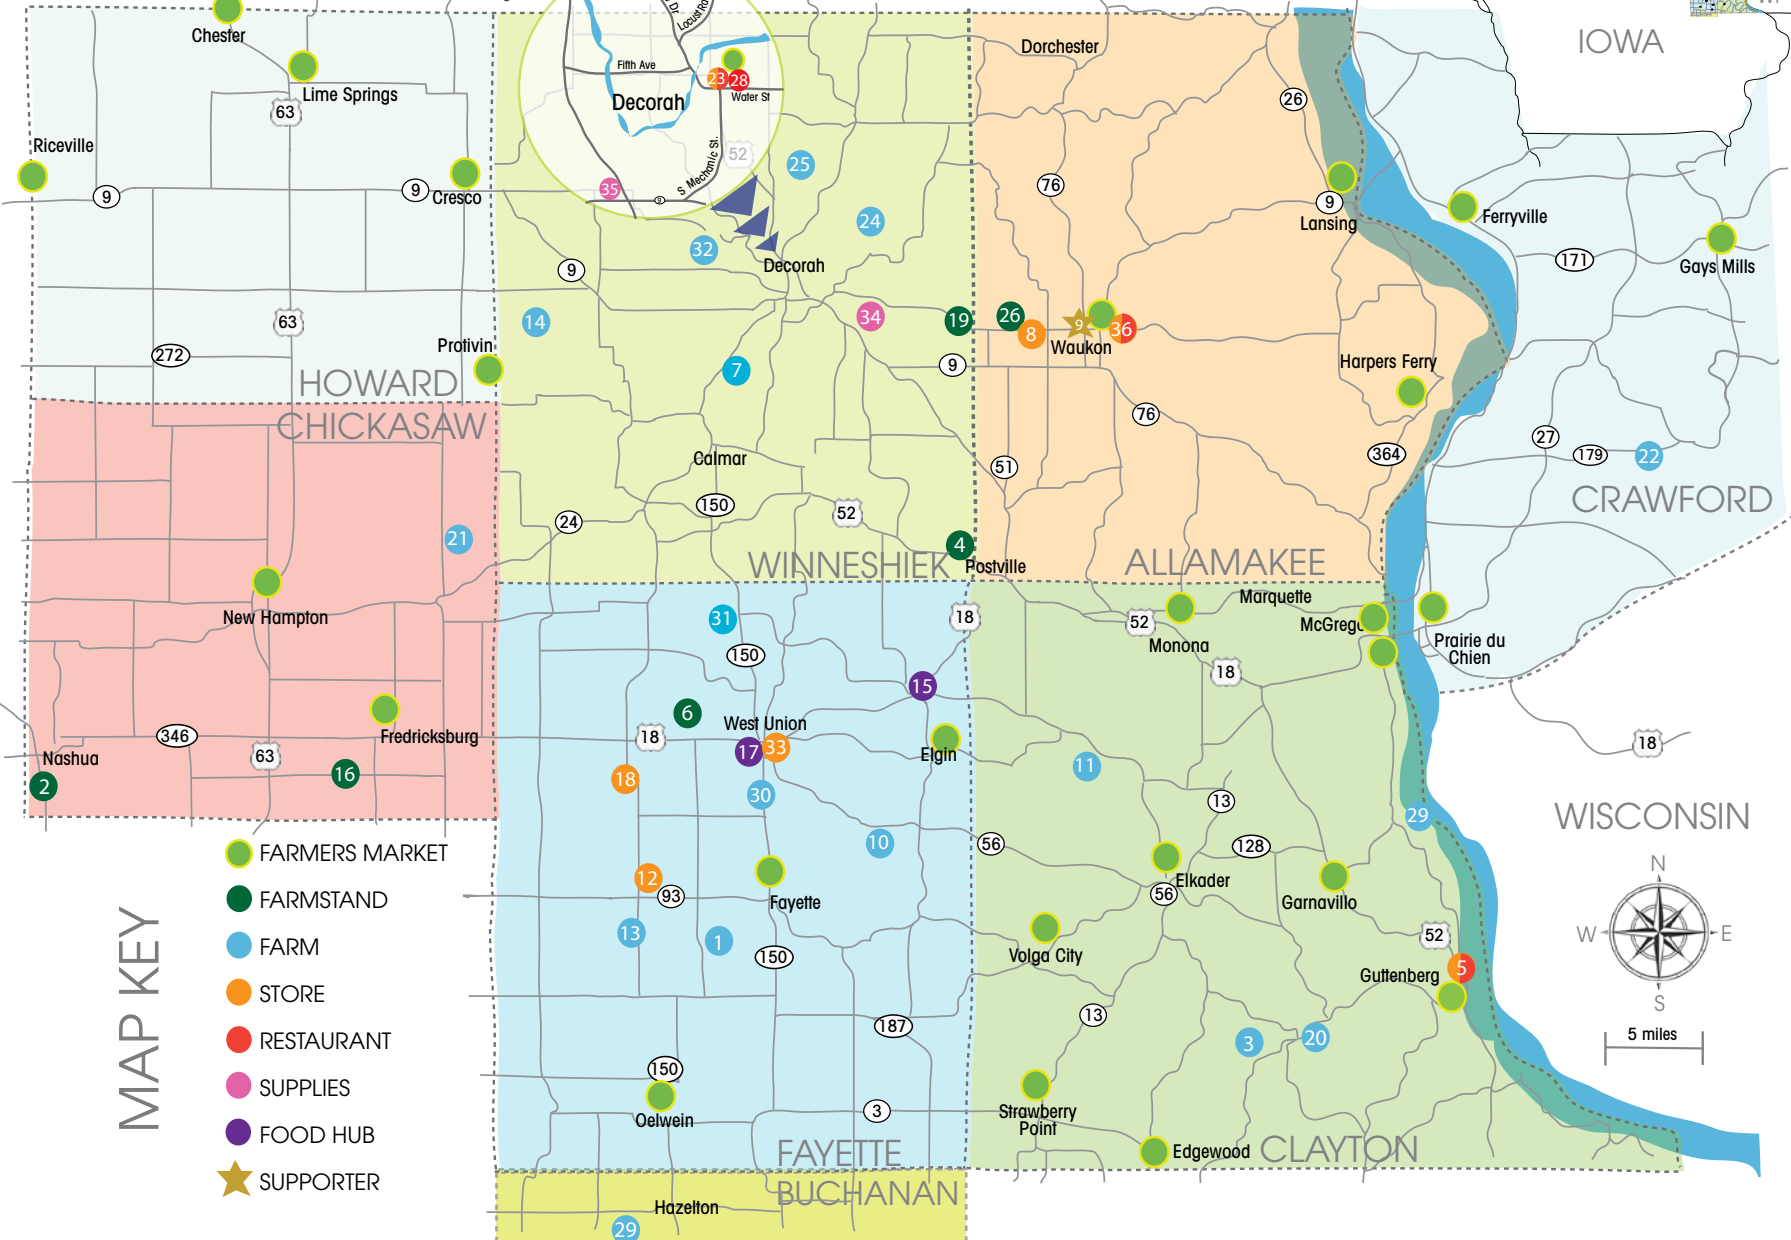 IOWA
Chester
Lime Springs
63
Riceville
9
9
Cresco
63
272
Protivin
HOWARD
CHICKASAW
Locust Rd
Dr
Fifth Ave
23
28
Water St
Decorah
52
S. Mechanic St.
35
9
25
24
32
Decorah
9
14
34
19
7
9
Calmar
150
52
24
4
WINNESHIEK
Postville
Dorchester
26
76
9
Lansing
26
8
9
36
Waukon
Harpers Ferry
76
51
364
ALLAMAKEE
Ferryville
171
Gays Mills
27
179
22
CRAWFORD
21
New Hampton
346
63
Fredricksburg
Nashua
2
16
31
150
18
15
6
West Union
18
17
33
Elgin
18
30
10
12
93
Fayette
13
1
150
187
150
Oelwein
3
FAYETTE
BUCHANAN
Hazelton
29
52
Monona
Marquette
McGrego
Prairie du
Chien
18
11
13
29
56
128
Elkader
56
Garnavillo
Volga City
52
5
Guttenberg
13
3
20
Strawberry
Point
Edgewood
CLAYTON
18
WISCONSIN
N
W
E
S
5 miles
MAP KEY
FARMERS MARKET
FARMSTAND
FARM
STORE
RESTAURANT
SUPPLIES
FOOD HUB
SUPPORTER